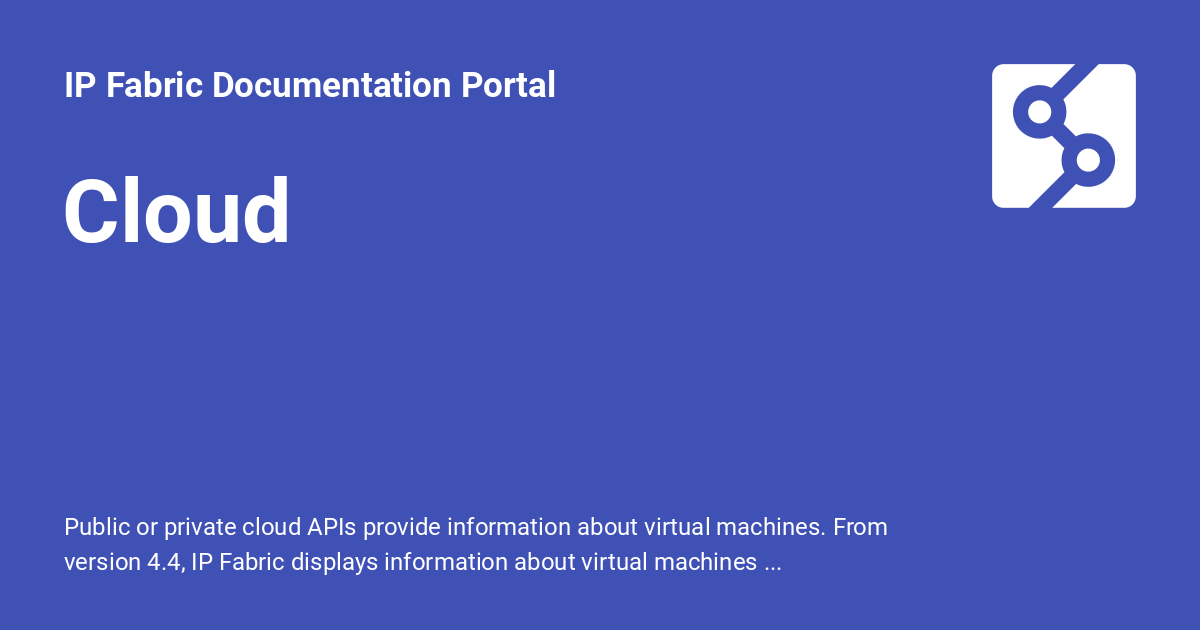 IP Fabric Documentation Portal
Cloud
Public or private cloud APIs provide information about virtual machines. From
version 4.4, IP Fabric displays information about virtual machines ...